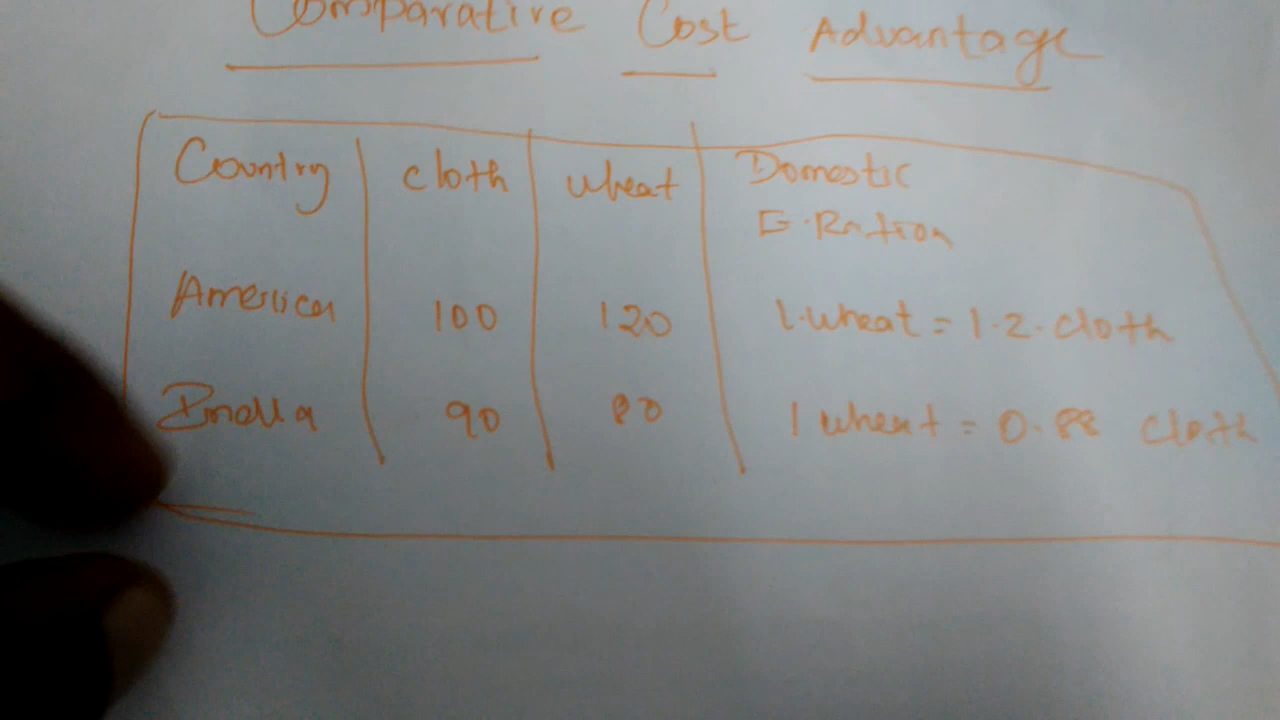 Comparative Cost Advantage
Country cloth wheat Domestic
E.Ration
America 100 120 1.wheat = 1.2.cloth
India 90 80 1 wheat = 0.88 cloth